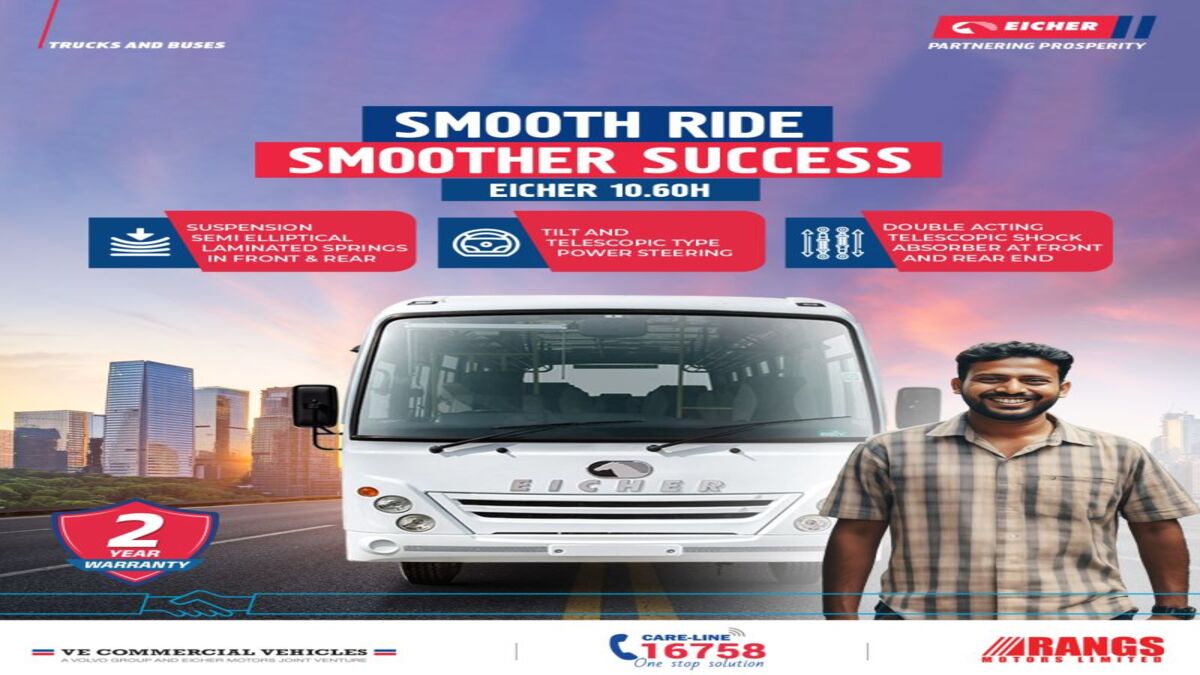 TRUCKS AND BUSES
EICHER
PARTNERING PROSPERITY
SMOOTH RIDE
SMOOTHER SUCCESS
EICHER 10.60H
SUSPENSION
SEMI ELLIPTICAL
LAMINATED SPRINGS
IN FRONT & REAR
TILT AND
TELESCOPIC TYPE
POWER STEERING
DOUBLE ACTING
TELESCOPIC SHOCK
ABSORBER AT FRONT
AND REAR END
EICHER
2
YEAR
WARRANTY
VE COMMERCIAL VEHICLES
A VOLVO GROUP AND EICHER MOTORS JOINT VENTURE
CARE-LINE
16758
One stop solution
RANGS
MOTORS LIMITED